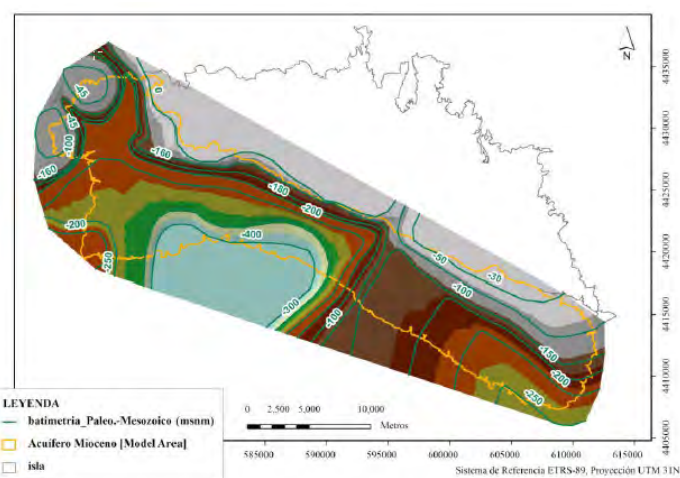 N
4435000
4430000
4425000
4420000
4415000
4410000
4405000
-45
-45
0
-100
-160
-160
-180
-200
-200
-250
-400
-300
-100
-50
-30
-100
-150
-200
-250
LEYENDA
batimetria_Paleo.-Mesozoico (msnm)
Acuífero Mioceno [Model Area]
isla
0 2.500 5.000 10.000
Metros
585000 590000 595000 600000 605000 610000 615000
Sistema de Referencia ETRS-89, Proyección UTM 31N